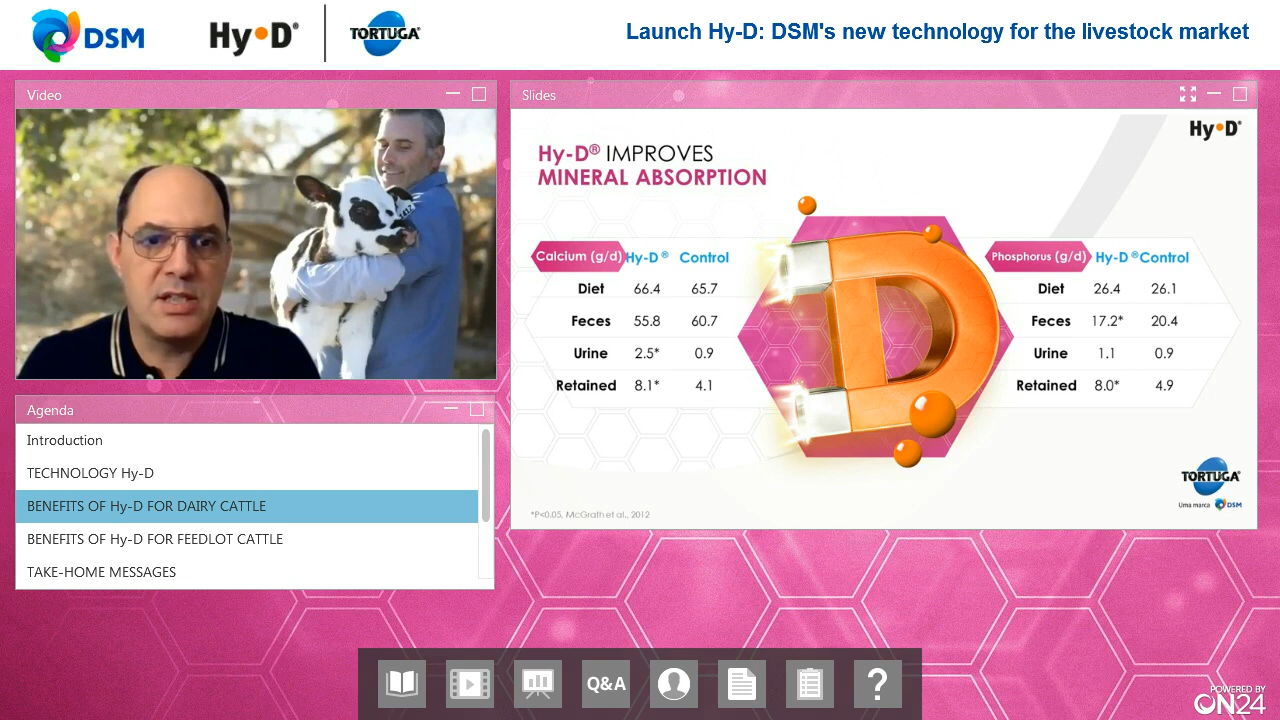 DSM
Hy•D®
TORTUGA®
Launch Hy-D: DSM's new technology for the livestock market
Video
Slides
Hy•D®
Hy-D® IMPROVES
MINERAL ABSORPTION
Calcium (g/d) Hy-D® Control
Diet 66.4 65.7
Feces 55.8 60.7
Urine 2.5* 0.9
Retained 8.1* 4.1
D
Phosphorus (g/d) Hy-D® Control
Diet 26.4 26.1
Feces 17.2* 20.4
Urine 1.1 0.9
Retained 8.0* 4.9
TORTUGA®
Uma marca DSM
*P<0.05, McGrath et al., 2012
Agenda
Introduction
TECHNOLOGY Hy-D
BENEFITS OF Hy-D FOR DAIRY CATTLE
BENEFITS OF Hy-D FOR FEEDLOT CATTLE
TAKE-HOME MESSAGES
Q&A
?
POWERED BY
ON24